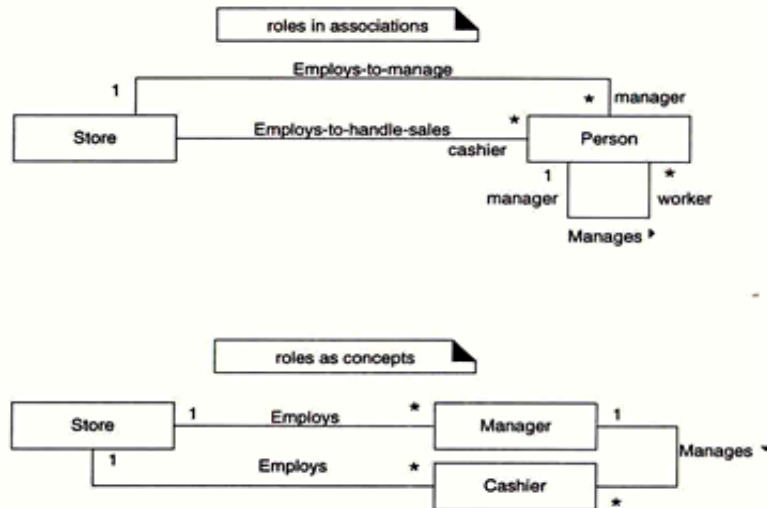 roles in associations
Employs-to-manage
1
* manager
Store
Employs-to-handle-sales
*
cashier
Person
1 *
manager worker
Manages
roles as concepts
Store
1 Employs *
Manager
1
Manages
1 Employs *
Cashier
*